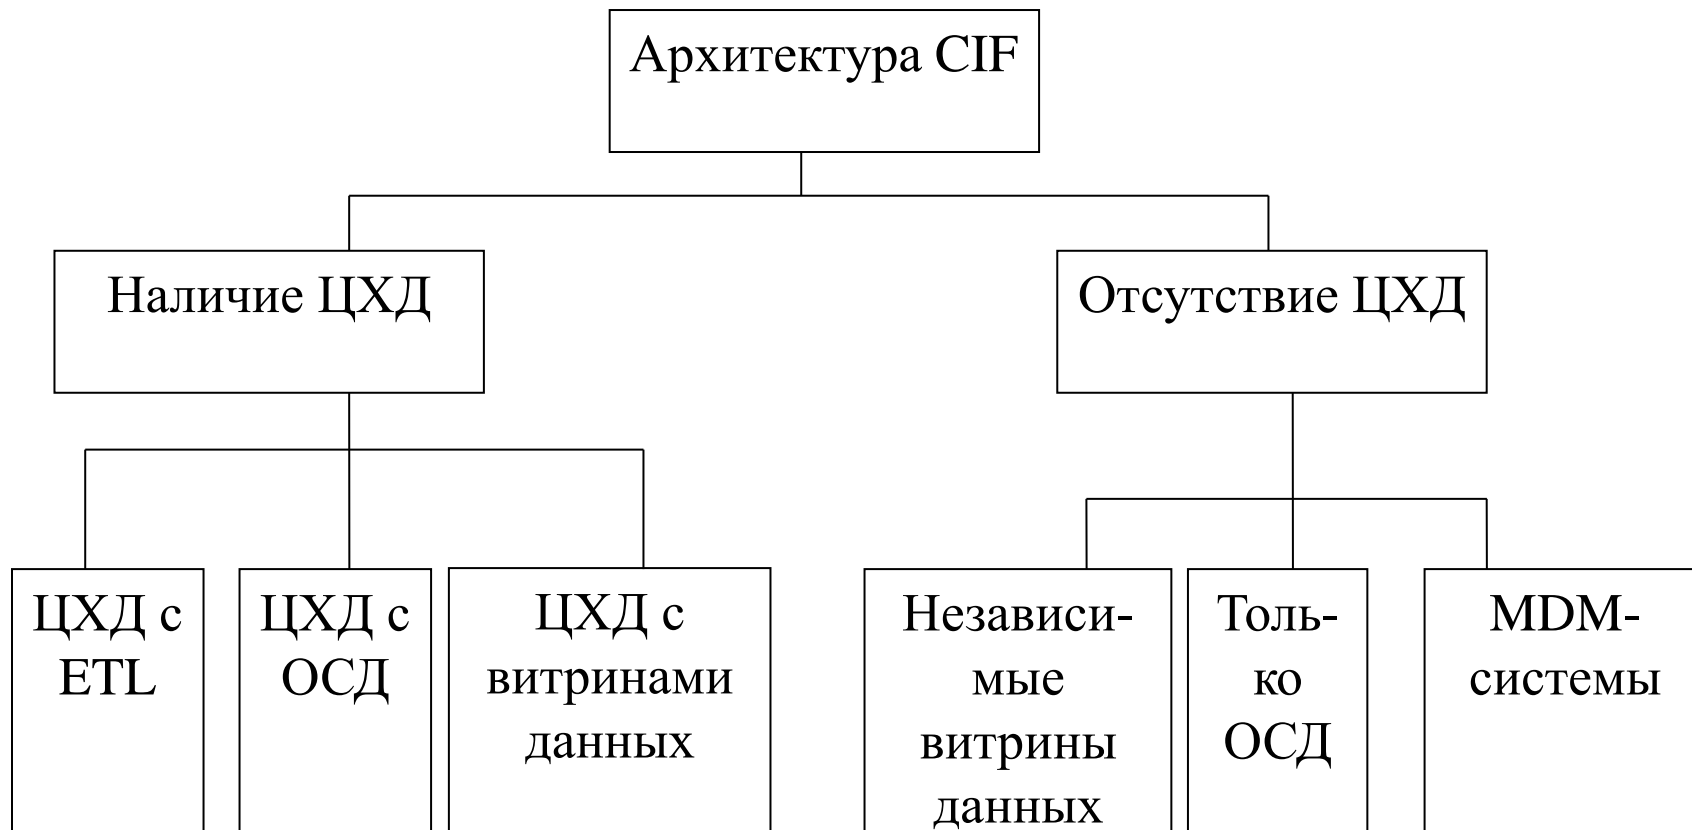 Архитектура CIF
Наличие ЦХД
Отсутствие ЦХД
ЦХД с
ETL
ЦХД с
ОСД
ЦХД с
витринами
данных
Независи-
мые
витрины
данных
Толь-
ко
ОСД
MDM-
системы